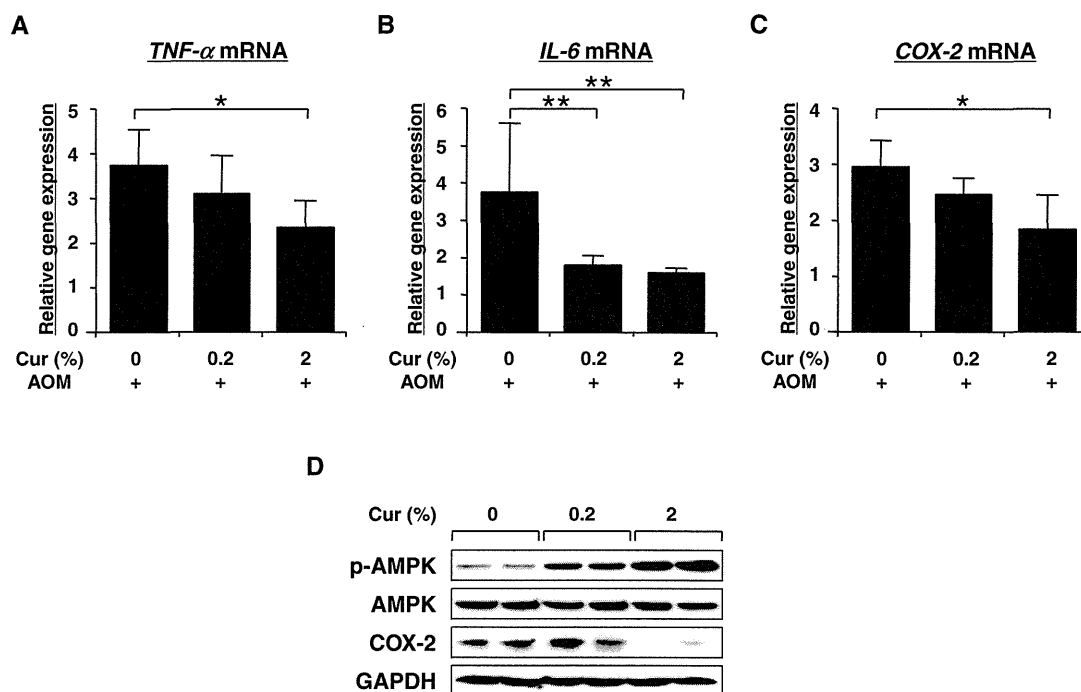 A
TNF-α mRNA
*
Relative gene expression
5
4
3
2
1
0
Cur (%) 0 0.2 2
AOM + + +
B
IL-6 mRNA
**
**
Relative gene expression
6
5
4
3
2
1
0
0 0.2 2
AOM + + +
C
COX-2 mRNA
*
Relative gene expression
4
3
2
1
0
Cur (%) 0 0.2 2
AOM + + +
D
Cur (%) 0 0.2 2
p-AMPK
AMPK
COX-2
GAPDH